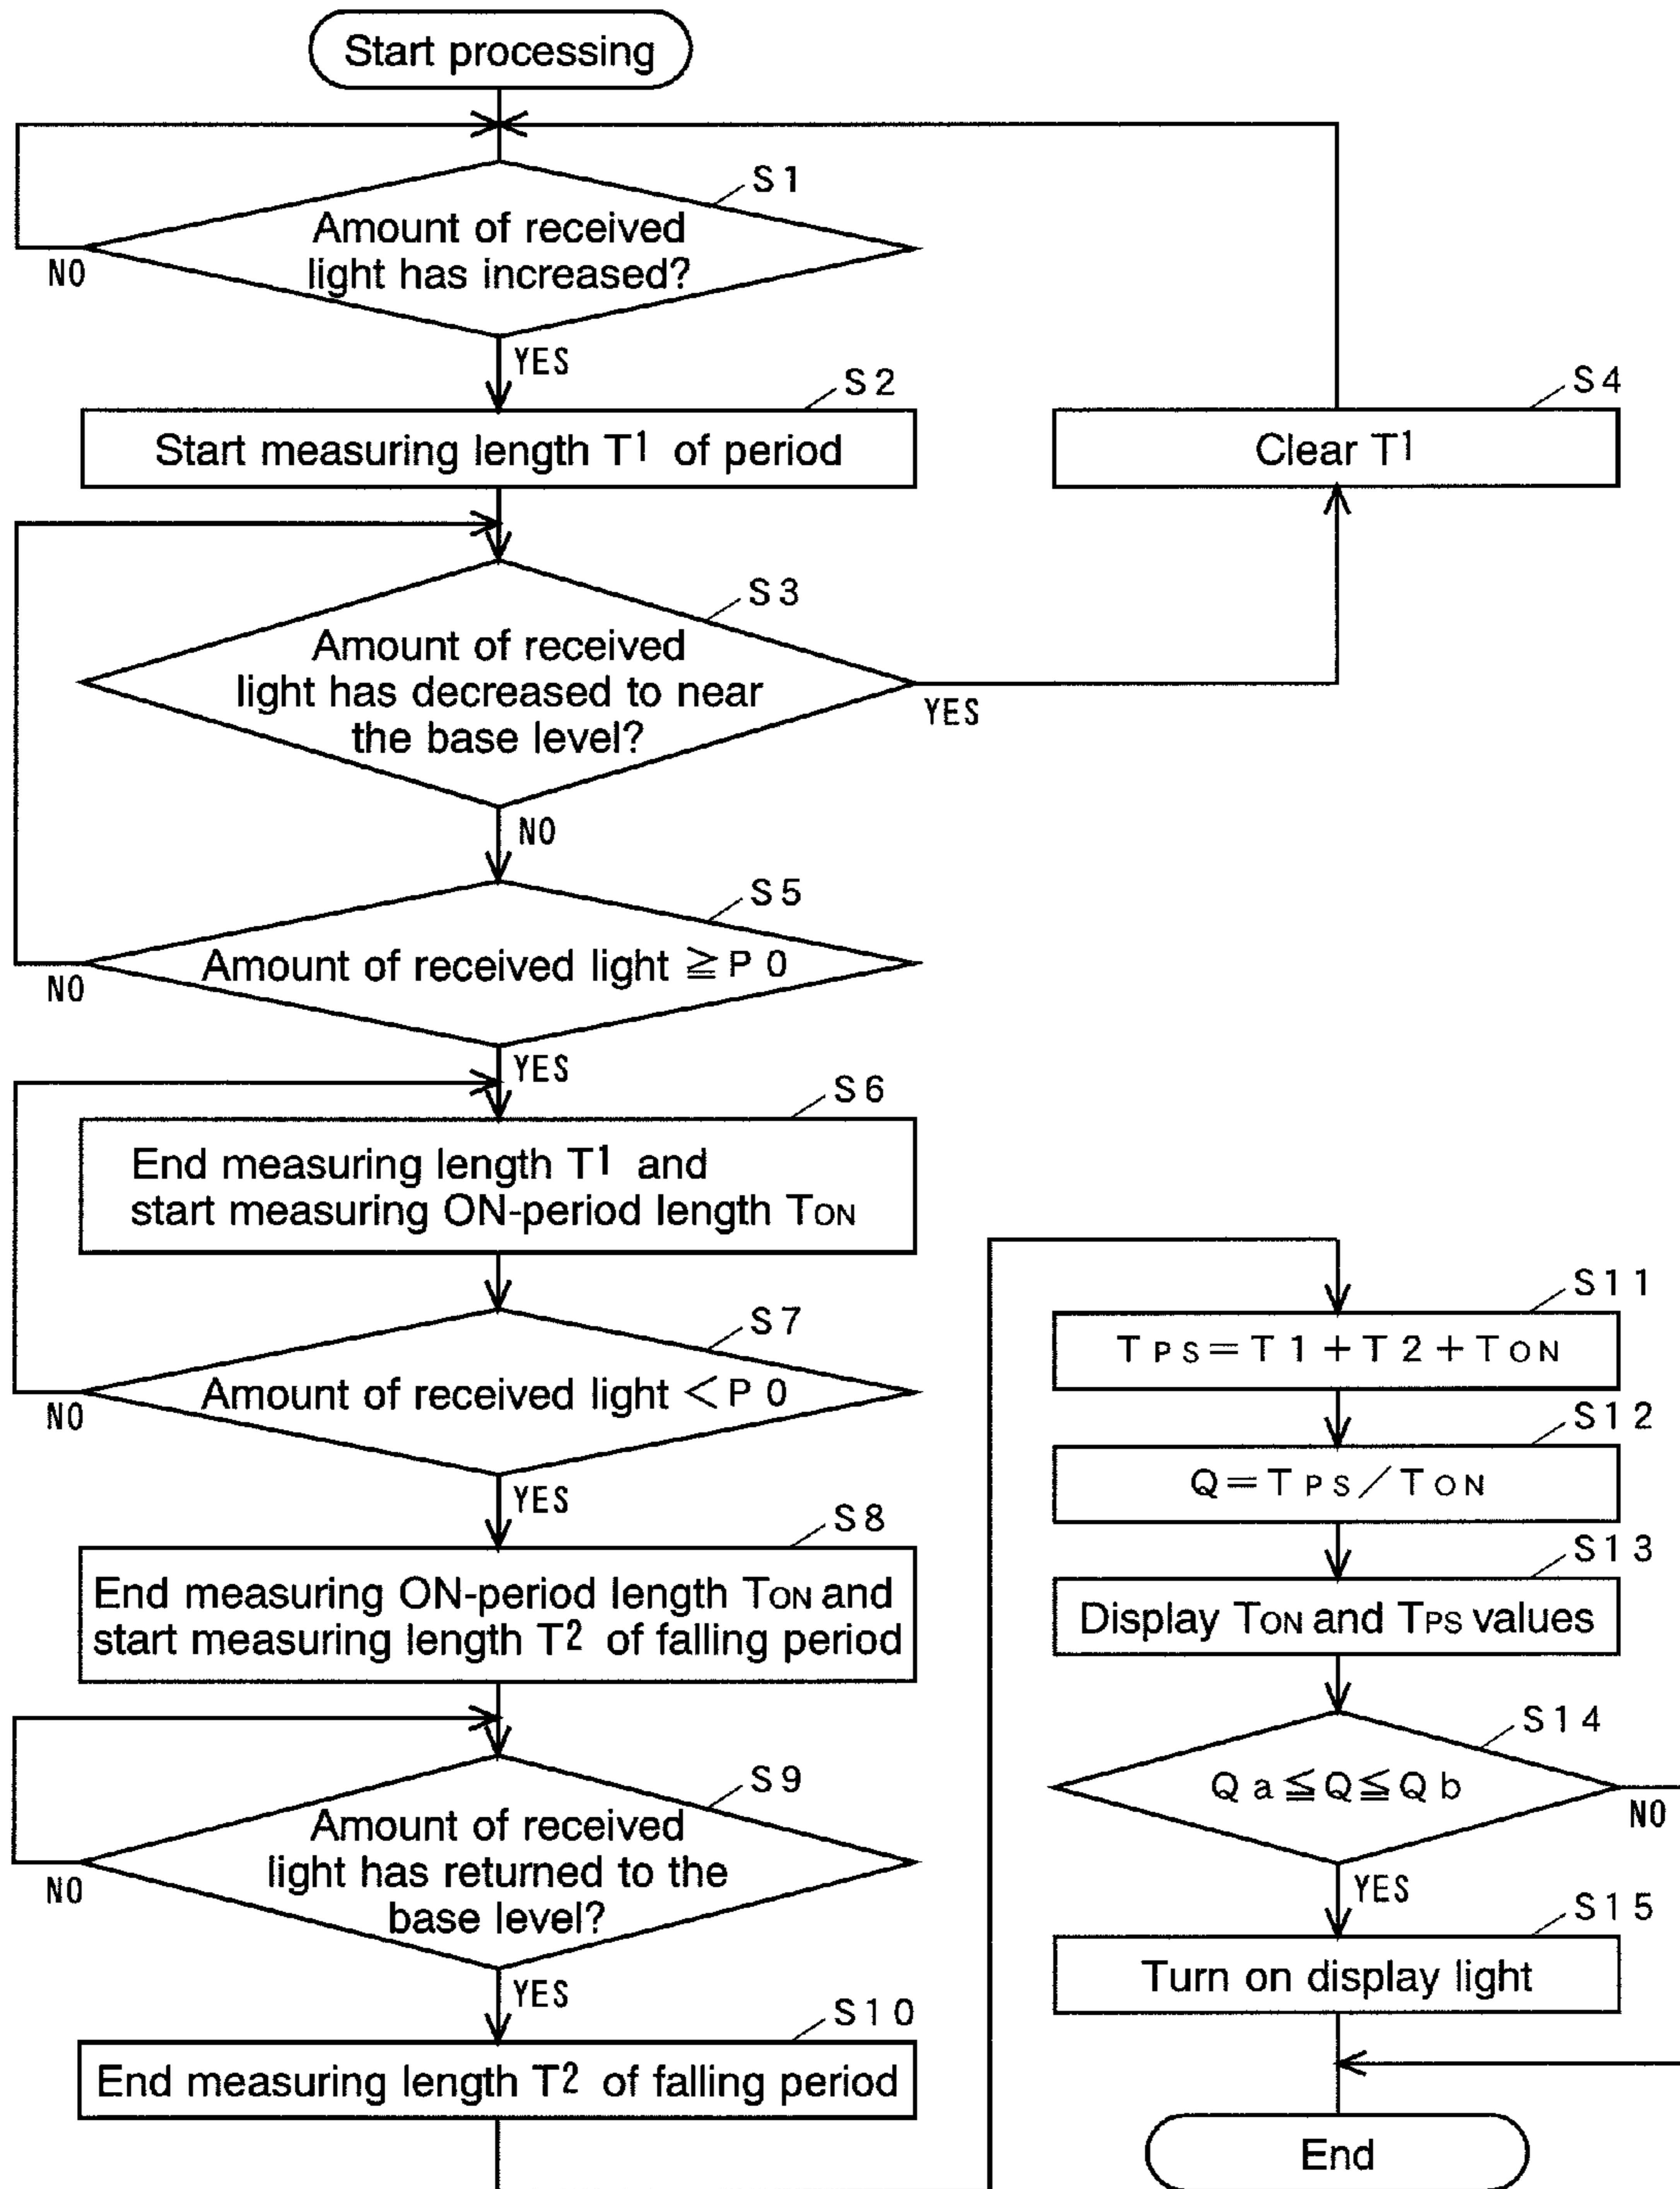 Start processing
S1
Amount of received
light has increased?
NO
YES
S2
Start measuring length T1 of period
S4
Clear T1
S3
Amount of received
light has decreased to near
the base level?
YES
NO
S5
Amount of received light ≧ P 0
NO
YES
S6
End measuring length T1 and
start measuring ON-period length TON
S7
Amount of received light < P 0
NO
YES
S8
End measuring ON-period length TON and
start measuring length T2 of falling period
S9
Amount of received
light has returned to the
base level?
NO
YES
S10
End measuring length T2 of falling period
S11
TPS=T1+T2+TON
S12
Q=TPS/TON
S13
Display TON and TPS values
S14
Qa≦Q≦Qb
NO
YES
S15
Turn on display light
End